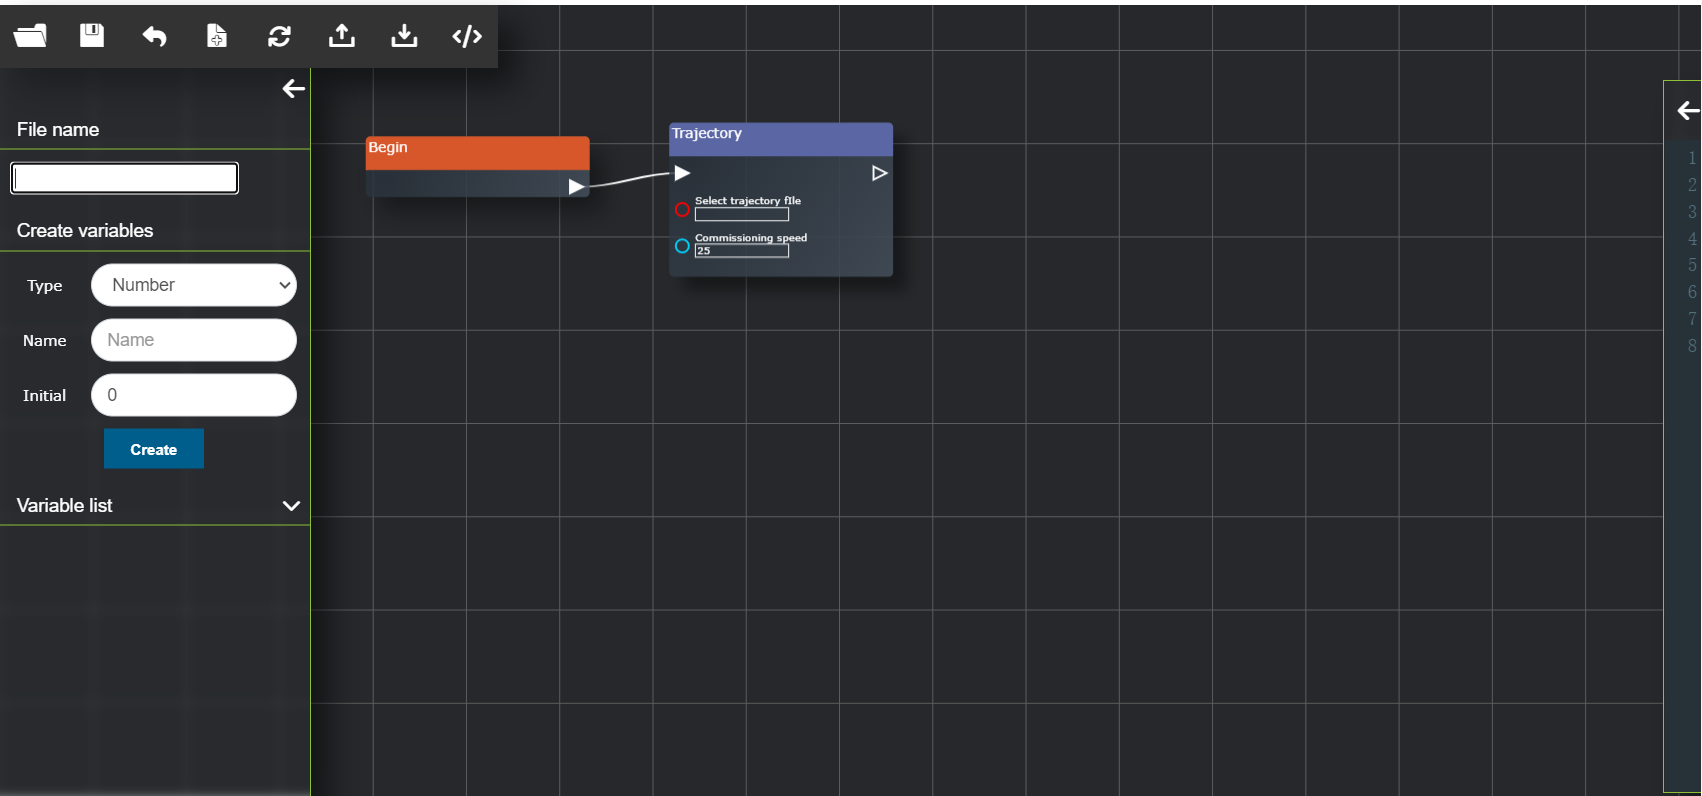 File name
Create variables
Type
Number
Name
Name
Initial
0
Create
Variable list
Begin
Trajectory
Select trajectory fIle
Commissioning speed
25
1
2
3
4
5
6
7
8